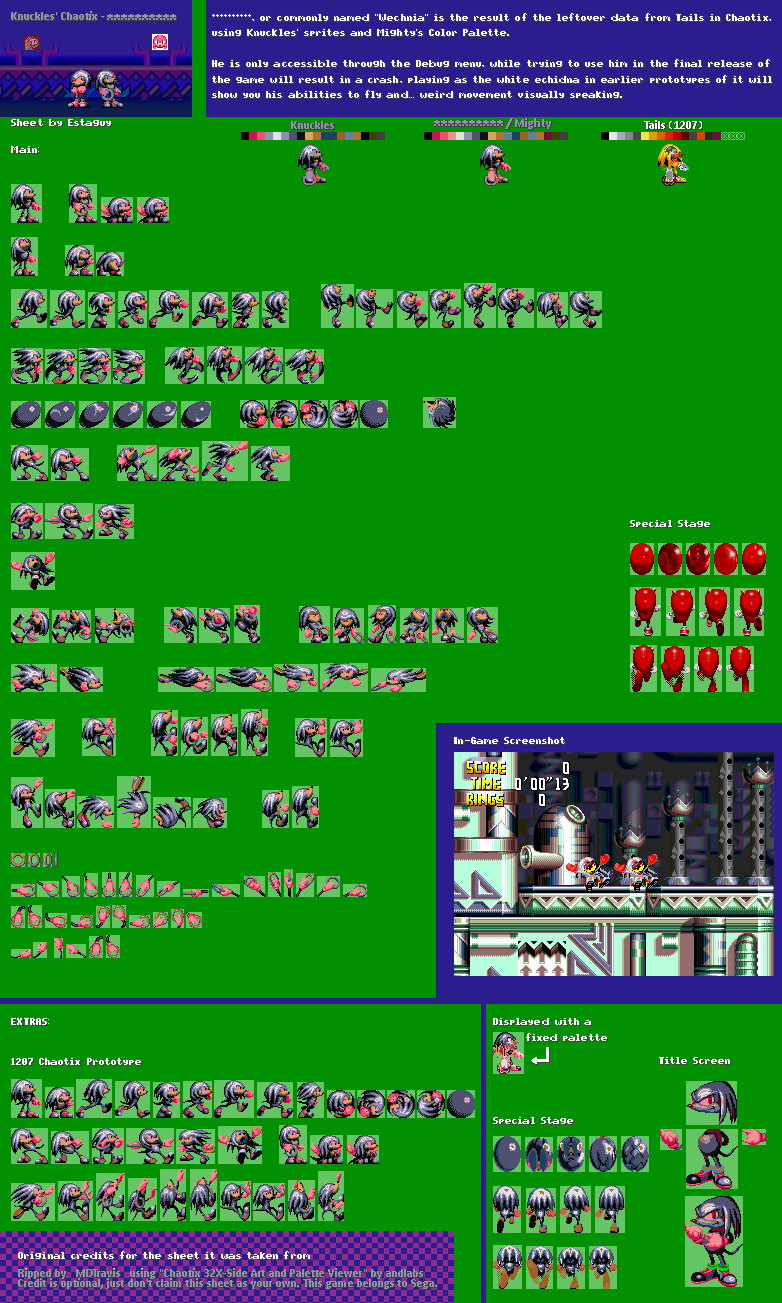 Knuckles' Chaotix - **********
**********, or commonly named "Wechnia" is the result of the leftover data from Tails in Chaotix,
using Knuckles' sprites and Mighty's Color Palette.
He is only accessible through the Debug menu, while trying to use him in the final release of
the game will result in a crash, playing as the white echidna in earlier prototypes of it will
show you his abilities to fly and... weird movement visually speaking.
Sheet by Estaguy
Knuckles
********** / Mighty
Tails (1207)
Main:
Special Stage
In-Game Screenshot
SCORE 0
TIME 0'00"13
RINGS 0
EXTRAS:
1207 Chaotix Prototype
Displayed with a
fixed palette
Title Screen
Special Stage
Original credits for the sheet it was taken from
Ripped by _MDTravis_ using "Chaotix 32X-Side Art and Palette Viewer" by andlabs
Credit is optional, just don't claim this sheet as your own. This game belongs to Sega.